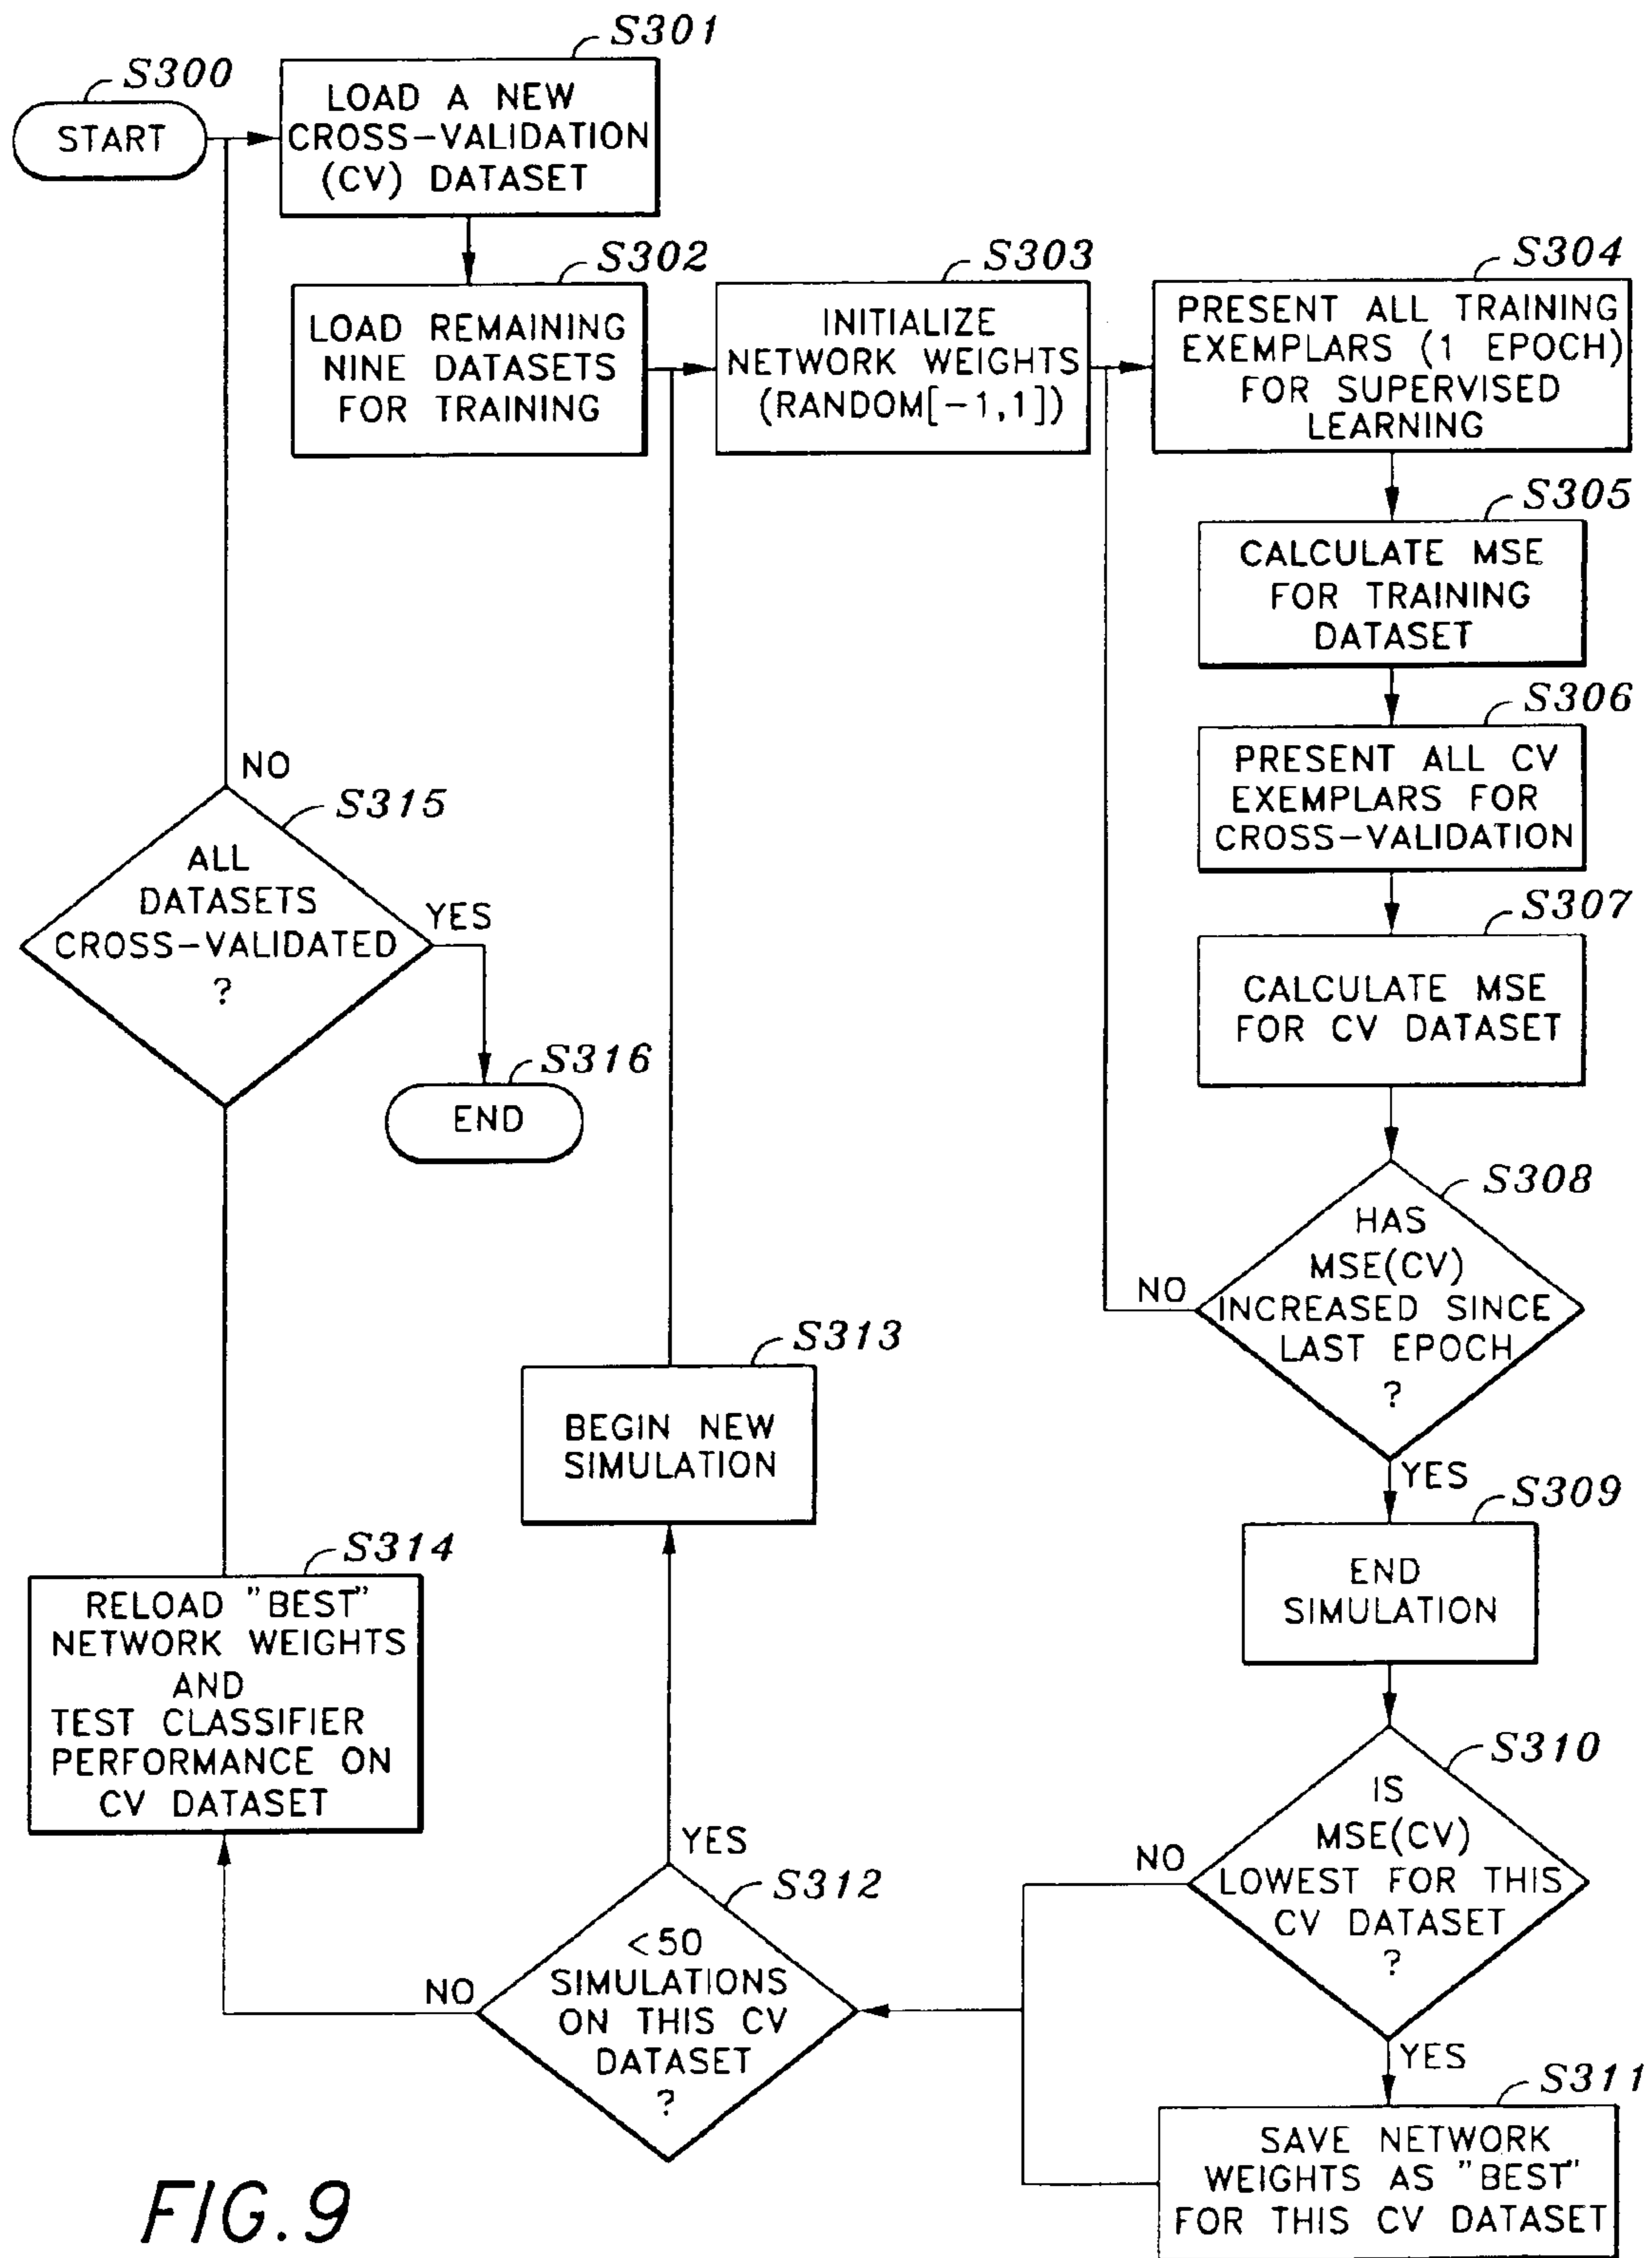 S300
START
S301
LOAD A NEW
CROSS-VALIDATION
(CV) DATASET
S302
LOAD REMAINING
NINE DATASETS
FOR TRAINING
S303
INITIALIZE
NETWORK WEIGHTS
(RANDOM[-1,1])
S304
PRESENT ALL TRAINING
EXEMPLARS (1 EPOCH)
FOR SUPERVISED
LEARNING
S305
CALCULATE MSE
FOR TRAINING
DATASET
S306
PRESENT ALL CV
EXEMPLARS FOR
CROSS-VALIDATION
S307
CALCULATE MSE
FOR CV DATASET
S308
HAS
MSE(CV)
INCREASED SINCE
LAST EPOCH
?
NO
YES
S309
END
SIMULATION
S310
IS
MSE(CV)
LOWEST FOR THIS
CV DATASET
?
NO
YES
S311
SAVE NETWORK
WEIGHTS AS "BEST"
FOR THIS CV DATASET
S312
<50
SIMULATIONS
ON THIS CV
DATASET
?
YES
NO
S313
BEGIN NEW
SIMULATION
S314
RELOAD "BEST"
NETWORK WEIGHTS
AND
TEST CLASSIFIER
PERFORMANCE ON
CV DATASET
S315
ALL
DATASETS
CROSS-VALIDATED
?
NO
YES
S316
END
FIG. 9